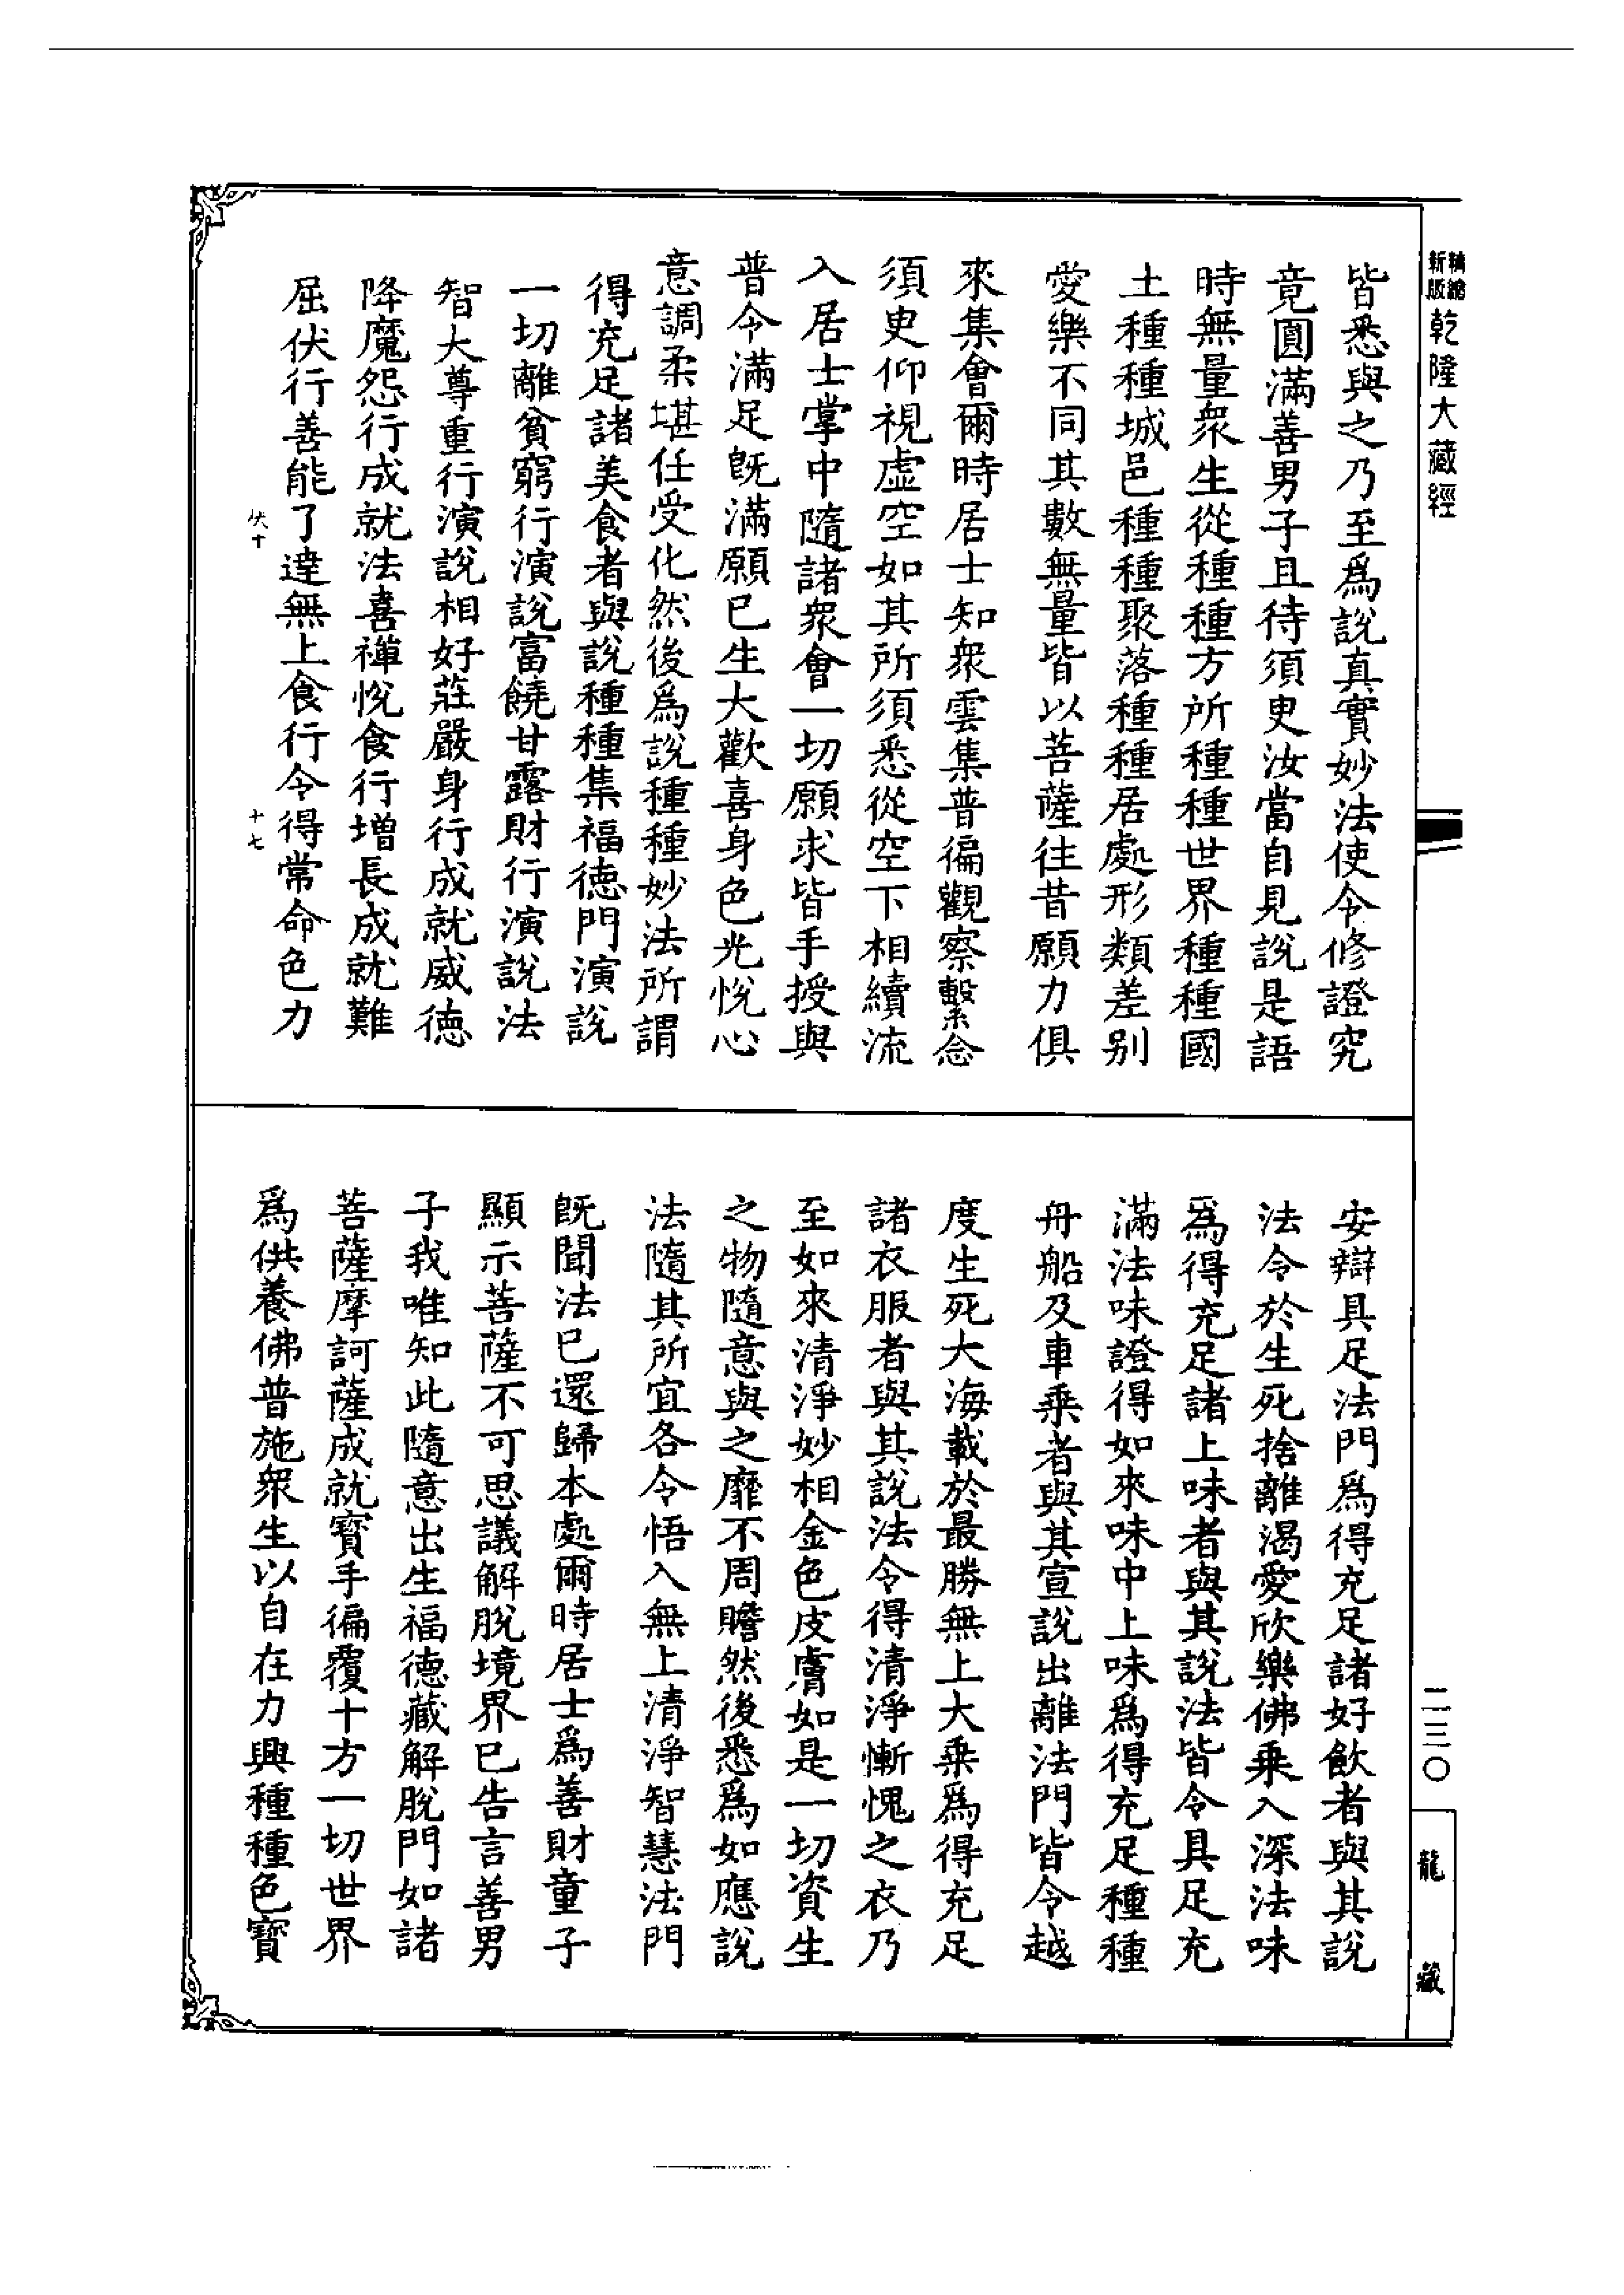 精繪
新版
乾隆大藏經
皆悉與之乃至爲說真實妙法使令修證究
竟圓滿善男子且待須臾汝當自見說是語
時無量眾生從種種方所種種世界種種國
土種種城邑種種聚落種種居處形類差别
愛樂不同其數無量皆以菩薩往昔願力俱
來集會爾時居士知眾雲集普徧觀察繫念
須臾仰視虛空如其所須悉從空下相續流
入居士掌中隨諸眾會一切願求皆手授與
普令滿足旣滿願已生大歡喜身色光悅心
意調柔堪任受化然後爲說種種妙法所謂
得充足諸美食者與說種種集福德門演說
一切離貧窮行演說富饒甘露財行演說法
智大尊重行演說相好莊嚴身行成就威德
降魔怨行成就法喜禪悅食行增長成就難
屈伏行善能了達無上食行令得常命色力
伏十
十七
安辯具足法門爲得充足諸好飲者與其說
法令於生死捨離渴愛欣樂佛乘入深法味
爲得充足諸上味者與其說法皆令具足充
滿法味證得如來味中上味爲得充足種種
舟船及車乘者與其宣說出離法門皆令越
度生死大海載於最勝無上大乘爲得充足
諸衣服者與其說法令得清淨慚愧之衣乃
至如來清淨妙相金色皮膚如是一切資生
之物隨意與之靡不周贍然後悉爲如應說
法隨其所宜各令悟入無上清淨智慧法門
旣聞法已還歸本處爾時居士爲善財童子
顯示菩薩不可思議解脫境界已告言善男
子我唯知此隨意出生福德藏解脫門如諸
菩薩摩訶薩成就寳手徧覆十方一切世界
爲供養佛普施眾生以自在力興種種色寳
二三〇
龍藏